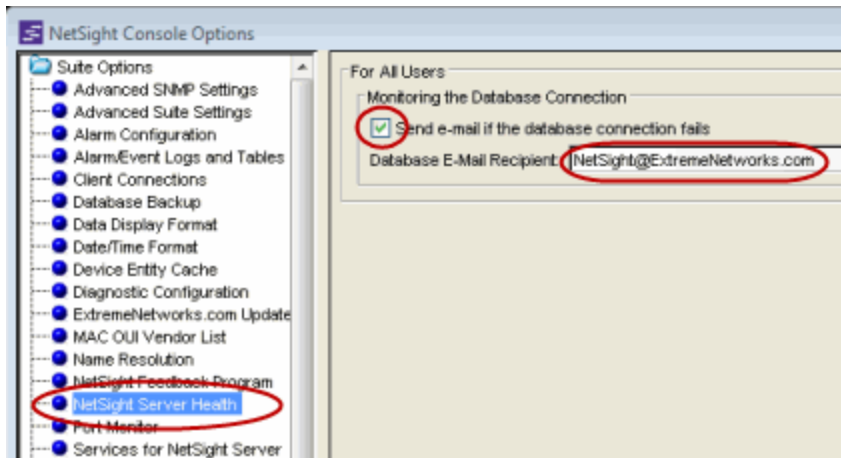 NetSight Console Options
Suite Options
Advanced SNMP Settings
Advanced Suite Settings
Alarm Configuration
Alarm/Event Logs and Tables
Client Connections
Database Backup
Data Display Format
Date/Time Format
Device Entity Cache
Diagnostic Configuration
ExtremeNetworks.com Update
MAC OUI Vendor List
Name Resolution
NetSight Feedback Program
NetSight Server Health
Port Monitor
Services for NetSight Server
For All Users
Monitoring the Database Connection
Send e-mail if the database connection fails
Database E-Mail Recipient: NetSight@ExtremeNetworks.com